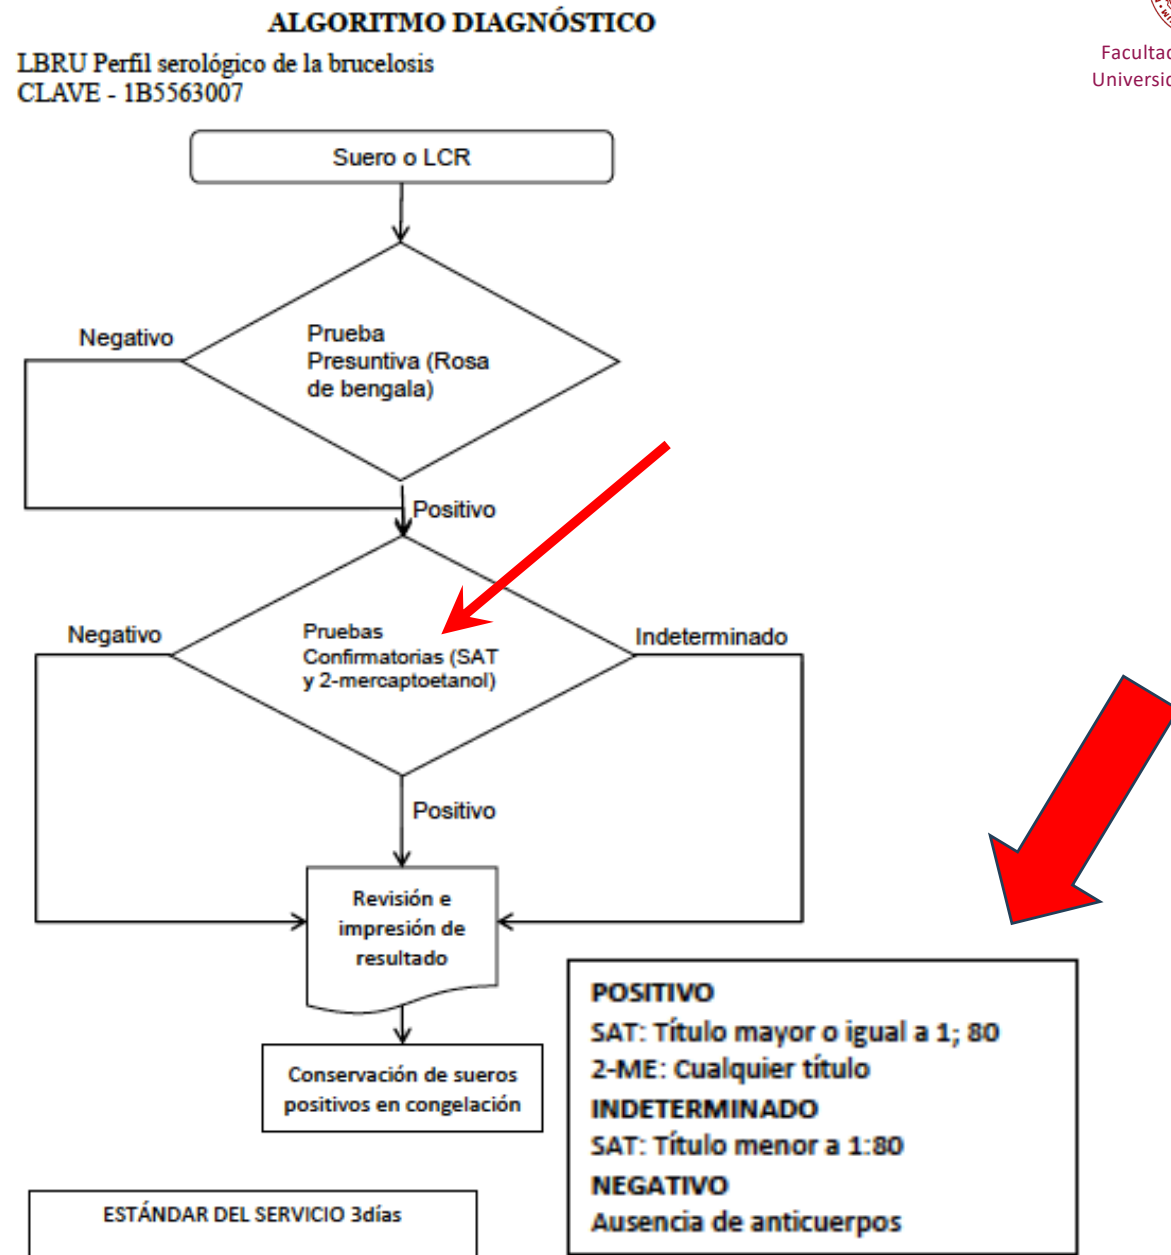 ALGORITMO DIAGNÓSTICO
LBRU Perfil serológico de la brucelosis
CLAVE - 1B5563007
Facultad
Universid
Suero o LCR
Negativo
Prueba
Presuntiva (Rosa
de bengala)
Positivo
Negativo
Pruebas
Confirmatorias (SAT
y 2-mercaptoetanol)
Indeterminado
Positivo
Revisión e
impresión de
resultado
Conservación de sueros
positivos en congelación
POSITIVO
SAT: Título mayor o igual a 1; 80
2-ME: Cualquier título
INDETERMINADO
SAT: Título menor a 1:80
NEGATIVO
Ausencia de anticuerpos
ESTÁNDAR DEL SERVICIO 3días